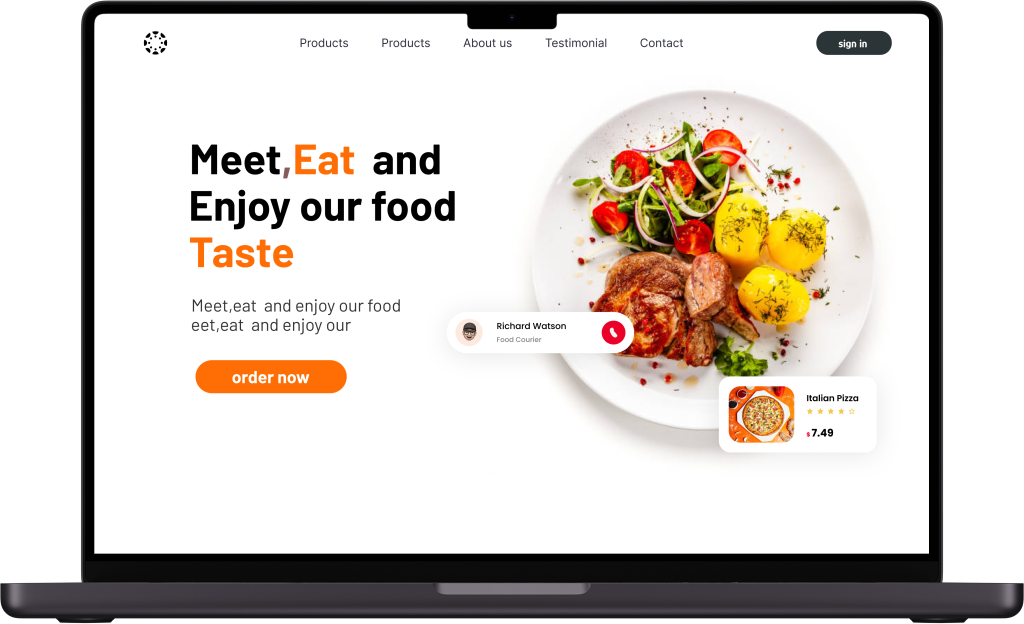 Products Products About us Testimonial Contact sign in
Meet,Eat and
Enjoy our food
Taste
Meet,eat and enjoy our food
eet,eat and enjoy our
order now
Richard Watson
Food Courier
Italian Pizza
$7.49